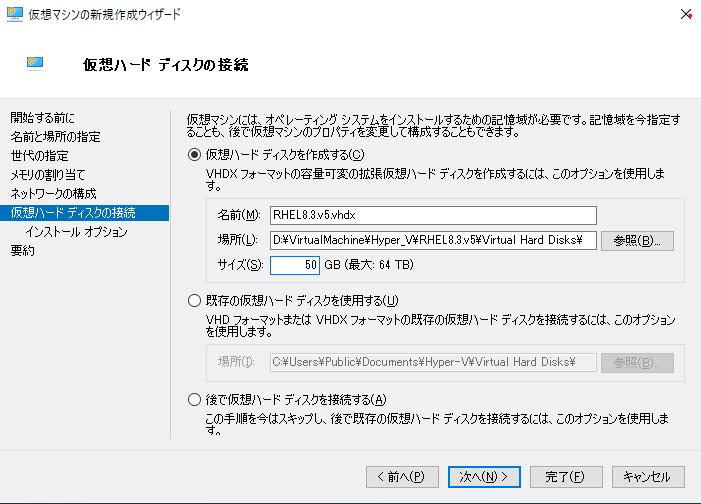 仮想マシンの新規作成ウィザード
仮想ハード ディスクの接続
開始する前に
名前と場所の指定
世代の指定
メモリの割り当て
ネットワークの構成
仮想ハード ディスクの接続
インストール オプション
要約
仮想マシンには、オペレーティング システムをインストールするための記憶域が必要です。記憶域を今指定す
ることも、後で仮想マシンのプロパティを変更して構成することもできます。
仮想ハード ディスクを作成する(C)
VHDX フォーマットの容量可変の拡張仮想ハード ディスクを作成するには、このオプションを使用しま
す。
名前(M): RHEL8.3.v5.vhdx
場所(L): D:¥VirtualMachine¥Hyper_V¥RHEL8.3.v5¥Virtual Hard Disks¥ 参照(B)...
サイズ(S): 50 GB (最大: 64 TB)
既存の仮想ハード ディスクを使用する(U)
VHD フォーマットまたは VHDX フォーマットの既存の仮想ハード ディスクを接続するには、このオプション
を使用します。
場所(I): C:¥Users¥Public¥Documents¥Hyper-V¥Virtual Hard Disks¥ 参照(B)...
後で仮想ハード ディスクを接続する(A)
この手順を今はスキップし、後で既存の仮想ハード ディスクを接続するには、このオプションを使用しま
す。
< 前へ(P) 次へ(N) > 完了(F) キャンセル